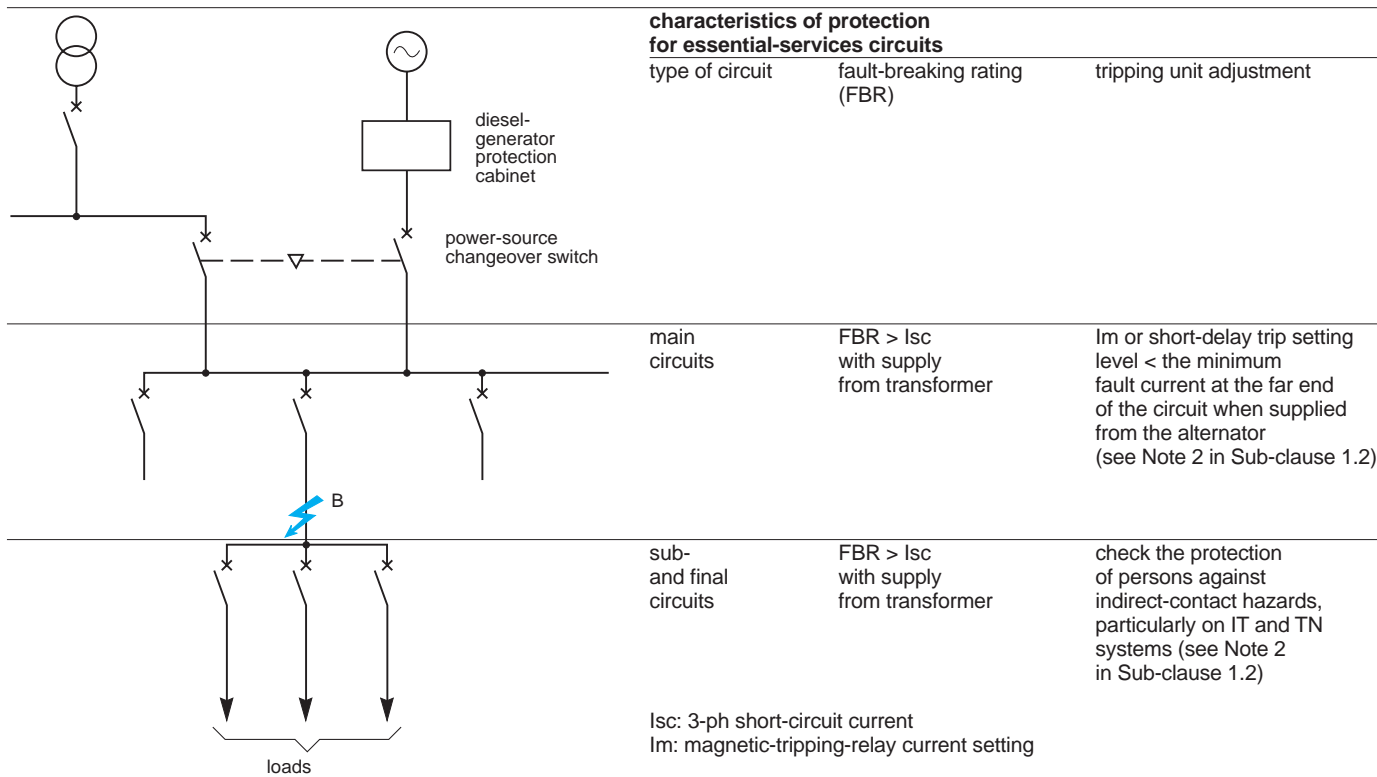 characteristics of protection
for essential-services circuits
type of circuit
fault-breaking rating
(FBR)
tripping unit adjustment
diesel-
generator
protection
cabinet
power-source
changeover switch
main
circuits
FBR > Isc
with supply
from transformer
Im or short-delay trip setting
level < the minimum
fault current at the far end
of the circuit when supplied
from the alternator
(see Note 2 in Sub-clause 1.2)
B
sub-
and final
circuits
FBR > Isc
with supply
from transformer
check the protection
of persons against
indirect-contact hazards,
particularly on IT and TN
systems (see Note 2
in Sub-clause 1.2)
Isc: 3-ph short-circuit current
Im: magnetic-tripping-relay current setting
loads